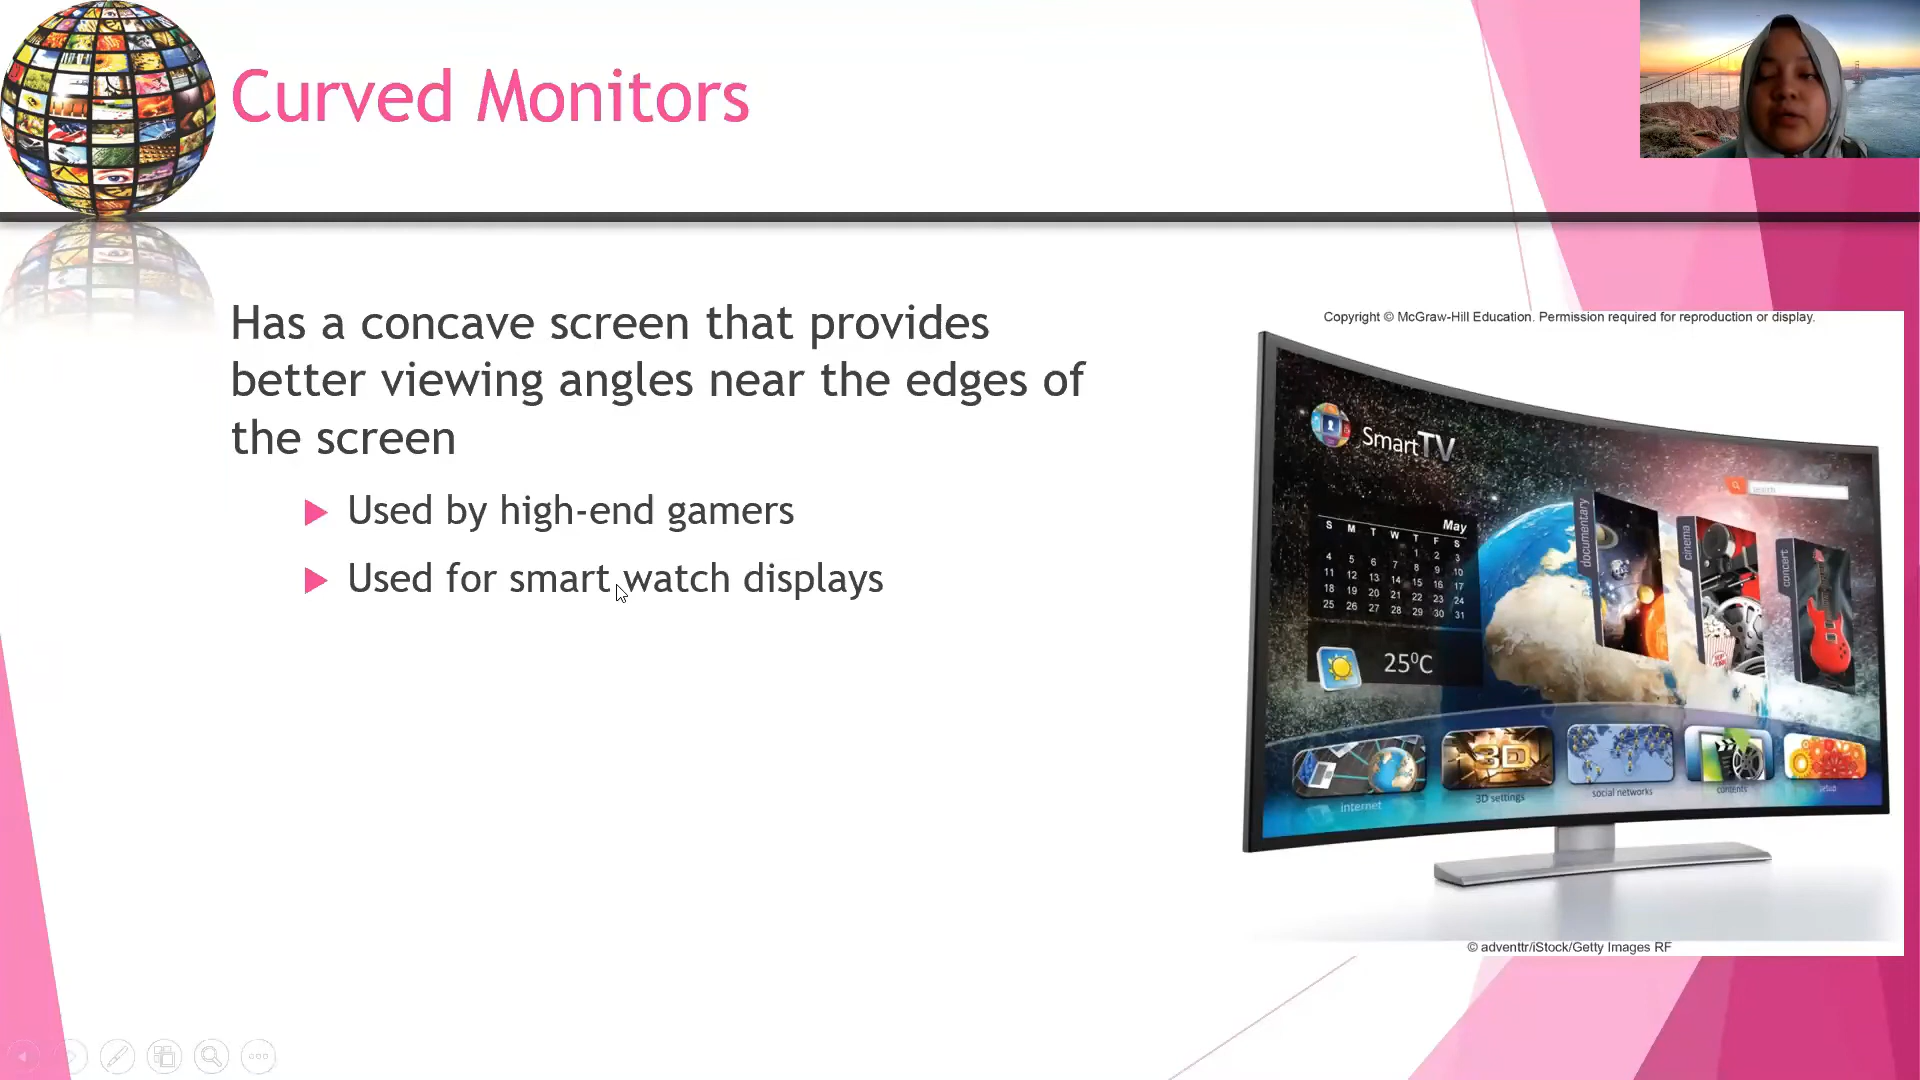 Curved Monitors
Has a concave screen that provides
better viewing angles near the edges of
the screen
Used by high-end gamers
Used for smart watch displays
Copyright © McGraw-Hill Education. Permission required for reproduction or display.
SmartTV
search
May
S M T W T F S
1 2 3
4 5 6 7 8 9 10
11 12 13 14 15 16 17
18 19 20 21 22 23 24
25 26 27 28 29 30 31
25°C
documentary
cinema
concert
3D
internet
3D settings
social networks
contents
setup
© adventtr/iStock/Getty Images RF